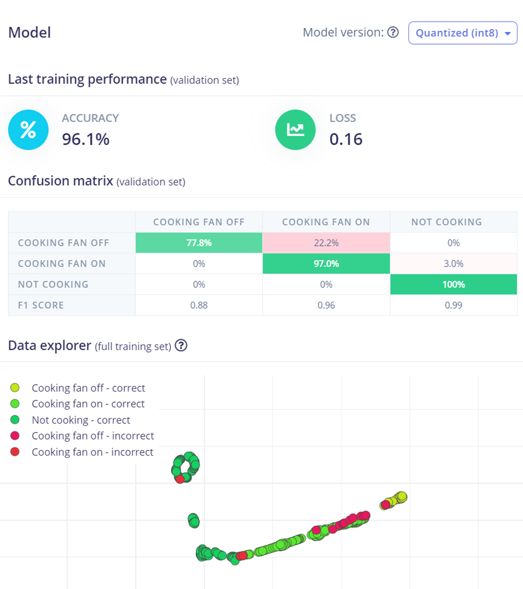 Model
Model version: Quantized (int8)
Last training performance (validation set)
% ACCURACY 96.1%
LOSS 0.16
Confusion matrix (validation set)
COOKING FAN OFF COOKING FAN ON NOT COOKING
COOKING FAN OFF 77.8% 22.2% 0%
COOKING FAN ON 0% 97.0% 3.0%
NOT COOKING 0% 0% 100%
F1 SCORE 0.88 0.96 0.99
Data explorer (full training set)
Cooking fan off - correct
Cooking fan on - correct
Not cooking - correct
Cooking fan off - incorrect
Cooking fan on - incorrect